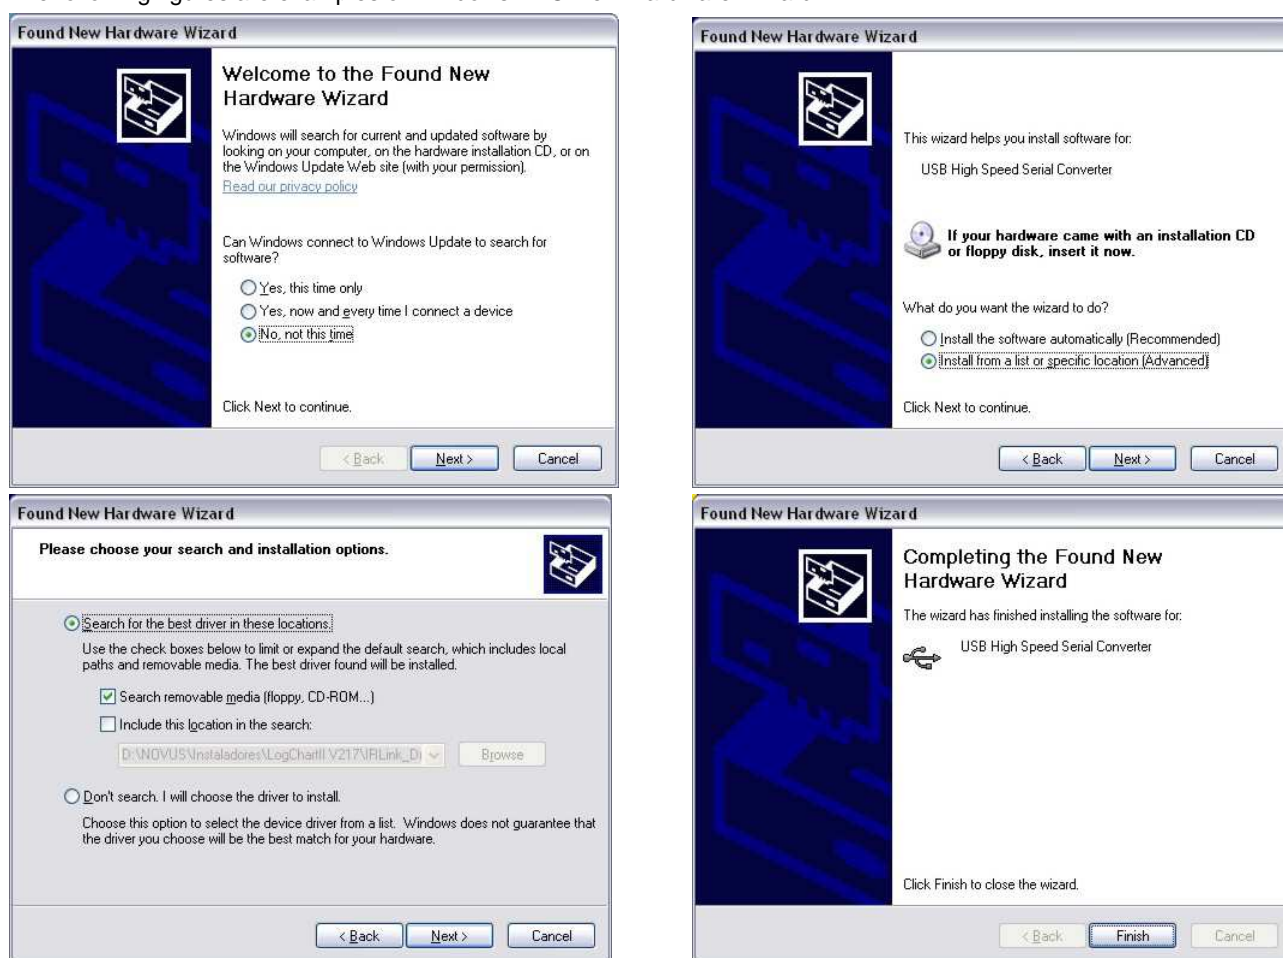 Found New Hardware Wizard
Welcome to the Found New
Hardware Wizard
Windows will search for current and updated software by
looking on your computer, on the hardware installation CD, or on
the Windows Update Web site (with your permission).
Read our privacy policy
Can Windows connect to Windows Update to search for
software?
Yes, this time only
Yes, now and every time I connect a device
No, not this time
Click Next to continue.
< Back Next > Cancel
Found New Hardware Wizard
This wizard helps you install software for:
USB High Speed Serial Converter
If your hardware came with an installation CD
or floppy disk, insert it now.
What do you want the wizard to do?
Install the software automatically (Recommended)
Install from a list or specific location (Advanced)
Click Next to continue.
< Back Next > Cancel
Found New Hardware Wizard
Please choose your search and installation options.
Search for the best driver in these locations.
Use the check boxes below to limit or expand the default search, which includes local
paths and removable media. The best driver found will be installed.
Search removable media (floppy, CD-ROM...)
Include this location in the search:
D:\NOVUS\Instaladores\LogChartII V217\IRLink_D
Browse
Don't search. I will choose the driver to install.
Choose this option to select the device driver from a list. Windows does not guarantee that
the driver you choose will be the best match for your hardware.
< Back Next > Cancel
Found New Hardware Wizard
Completing the Found New
Hardware Wizard
The wizard has finished installing the software for:
USB High Speed Serial Converter
Click Finish to close the wizard.
< Back Finish Cancel